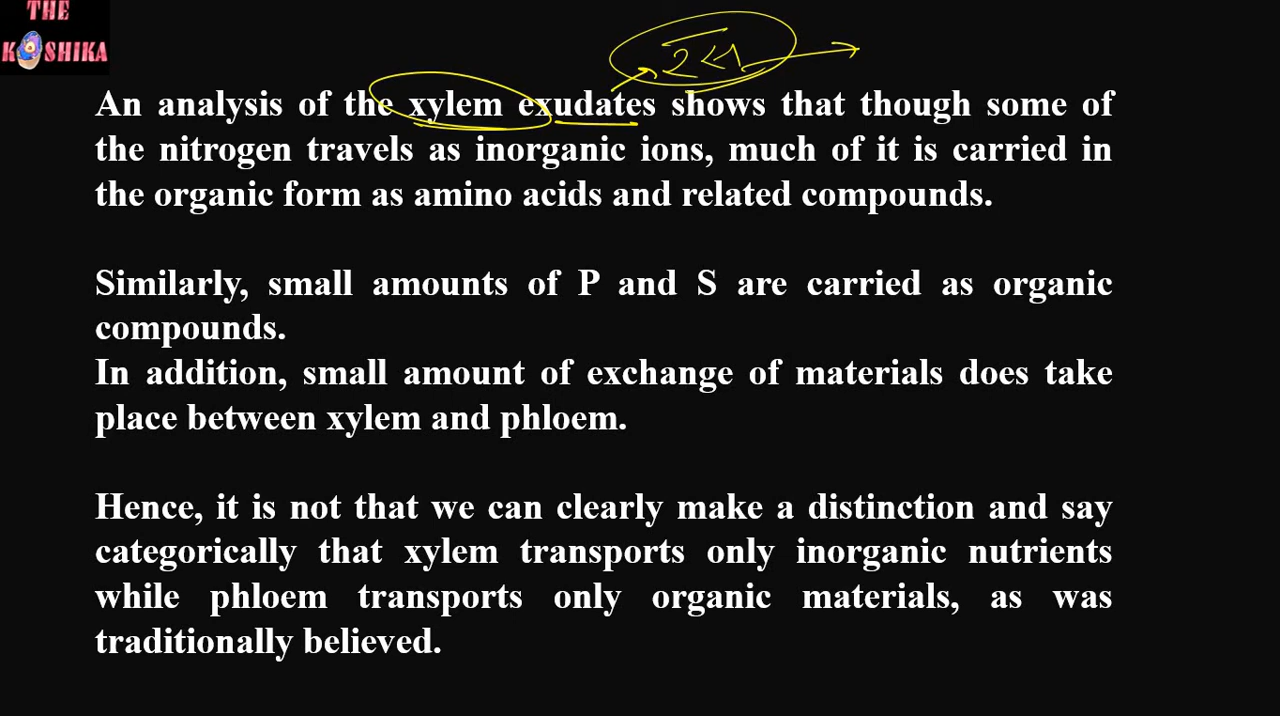 THE
KOSHIKA
An analysis of the xylem exudates shows that though some of
the nitrogen travels as inorganic ions, much of it is carried in
the organic form as amino acids and related compounds.
Similarly, small amounts of P and S are carried as organic
compounds.
In addition, small amount of exchange of materials does take
place between xylem and phloem.
Hence, it is not that we can clearly make a distinction and say
categorically that xylem transports only inorganic nutrients
while phloem transports only organic materials, as was
traditionally believed.